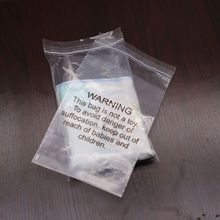 WARNING
This bag is not a toy.
To avoid danger of
suffocation, keep out of
reach of babies and
children.